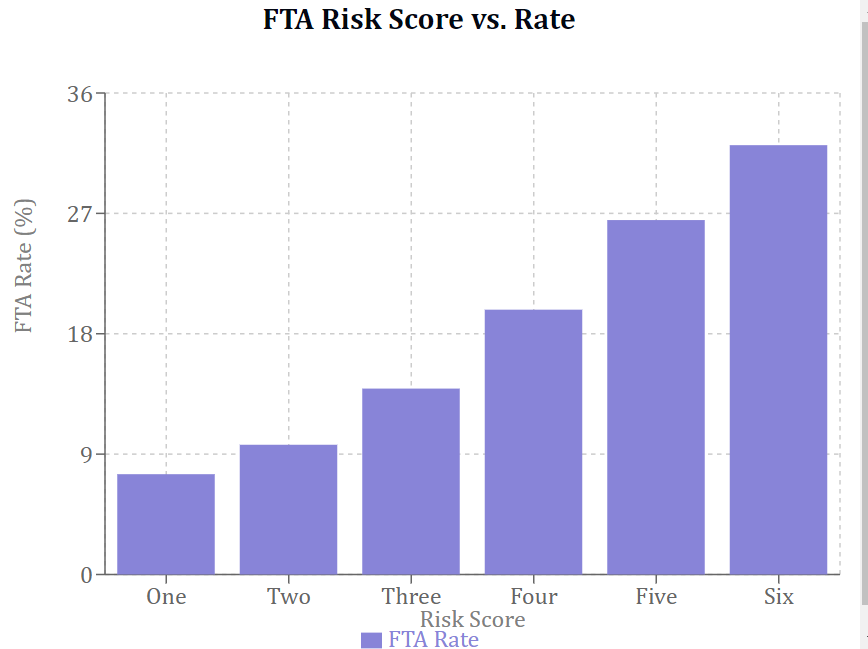 FTA Risk Score vs. Rate
36
27
18
9
0
FTA Rate (%)
One Two Three Four Five Six
Risk Score
FTA Rate